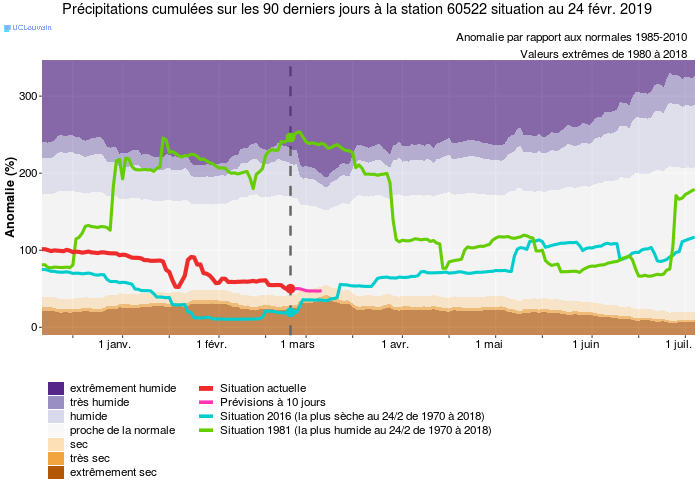 Précipitations cumulées sur les 90 derniers jours à la station 60522 situation au 24 févr. 2019
UCLouvain
Anomalie par rapport aux normales 1985-2010
Valeurs extrêmes de 1980 à 2018
Anomalie (%)
300
200
100
0
1 janv. 1 févr. 1 mars 1 avr. 1 mai 1 juin 1 juil.
extrêmement humide
très humide
humide
proche de la normale
sec
très sec
extrêmement sec
Situation actuelle
Prévisions à 10 jours
Situation 2016 (la plus sèche au 24/2 de 1970 à 2018)
Situation 1981 (la plus humide au 24/2 de 1970 à 2018)